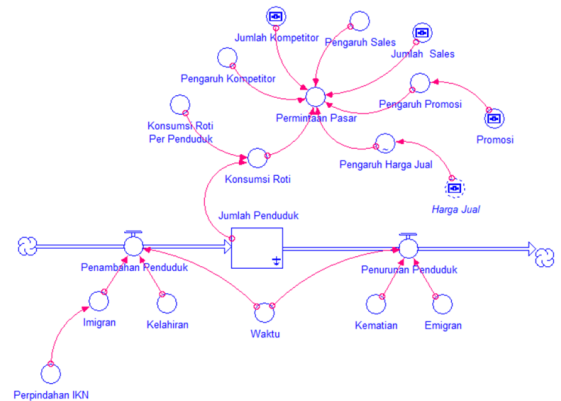 Jumlah Kompetitor
Pengaruh Sales
Jumlah Sales
Pengaruh Kompetitor
Pengaruh Promosi
Konsumsi Roti
Per Penduduk
Permintaan Pasar
Promosi
Pengaruh Harga Jual
Konsumsi Roti
Harga Jual
Jumlah Penduduk
Penambahan Penduduk
Penurunan Penduduk
Imigran
Kelahiran
Waktu
Kematian
Emigran
Perpindahan IKN